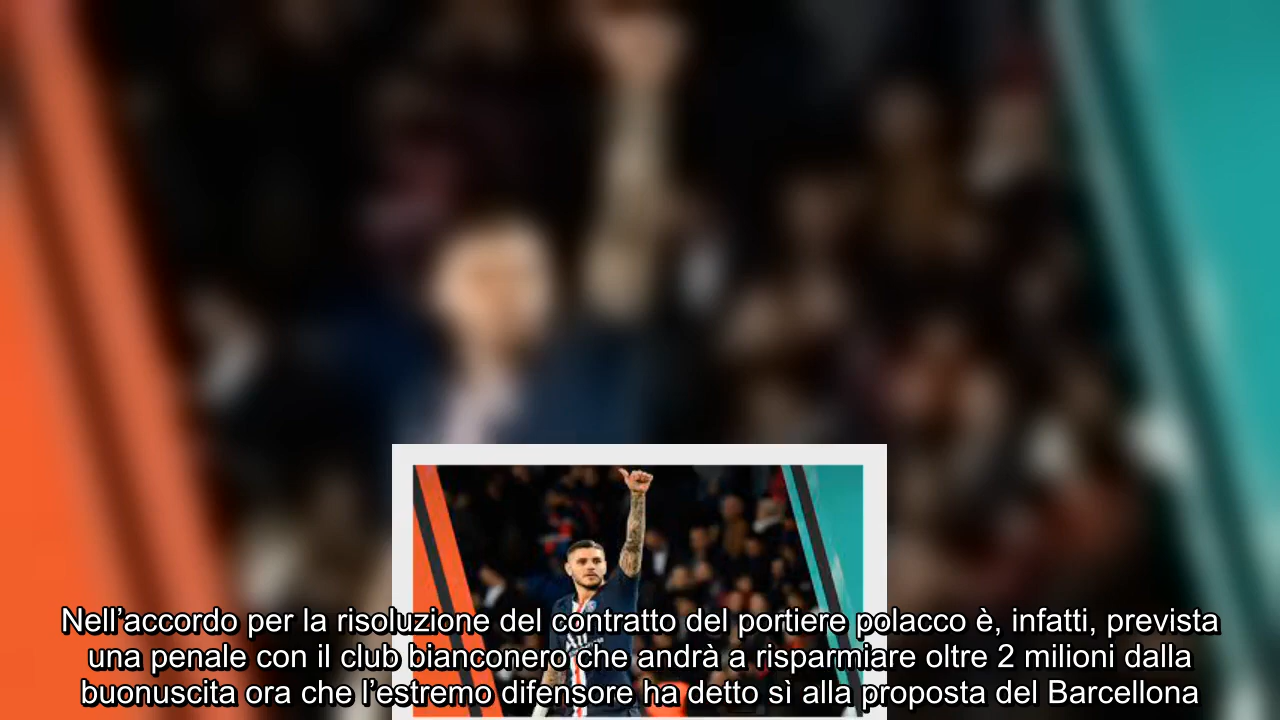 Nell’accordo per la risoluzione del contratto del portiere polacco è, infatti, prevista
una penale con il club bianconero che andrà a risparmiare oltre 2 milioni dalla
buonuscita ora che l’estremo difensore ha detto sì alla proposta del Barcellona